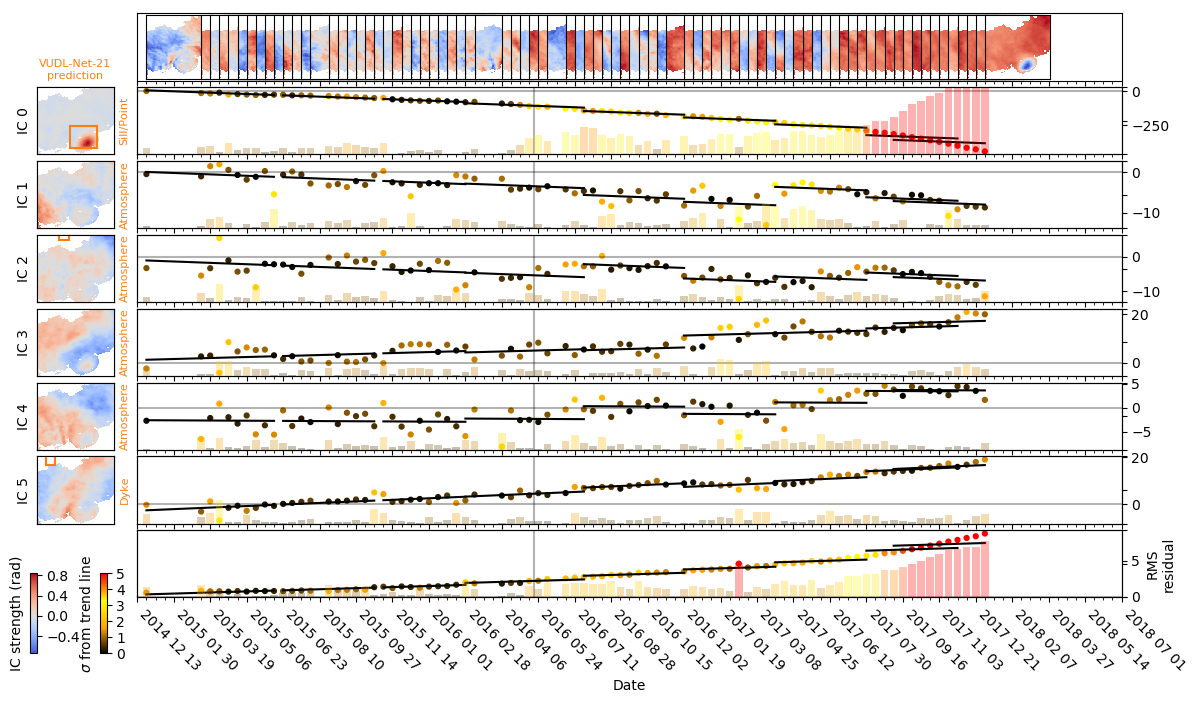 VUDL-Net-21
prediction
IC 0
Sill/Point
0
−250
IC 1
Atmosphere
0
−10
IC 2
Atmosphere
0
−10
IC 3
Atmosphere
20
0
IC 4
Atmosphere
5
0
−5
IC 5
Dyke
20
0
RMS
residual
5
0
IC strength (rad)
0.8
0.4
0.0
−0.4
σ from trend line
5
4
3
2
1
0
2014 12 13
2015 01 30
2015 03 19
2015 05 06
2015 06 23
2015 08 10
2015 09 27
2015 11 14
2016 01 01
2016 02 18
2016 04 06
2016 05 24
2016 07 11
2016 08 28
2016 10 15
2016 12 02
2017 01 19
2017 03 08
2017 04 25
2017 06 12
2017 07 30
2017 09 16
2017 11 03
2017 12 21
2018 02 07
2018 03 27
2018 05 14
2018 07 01
Date